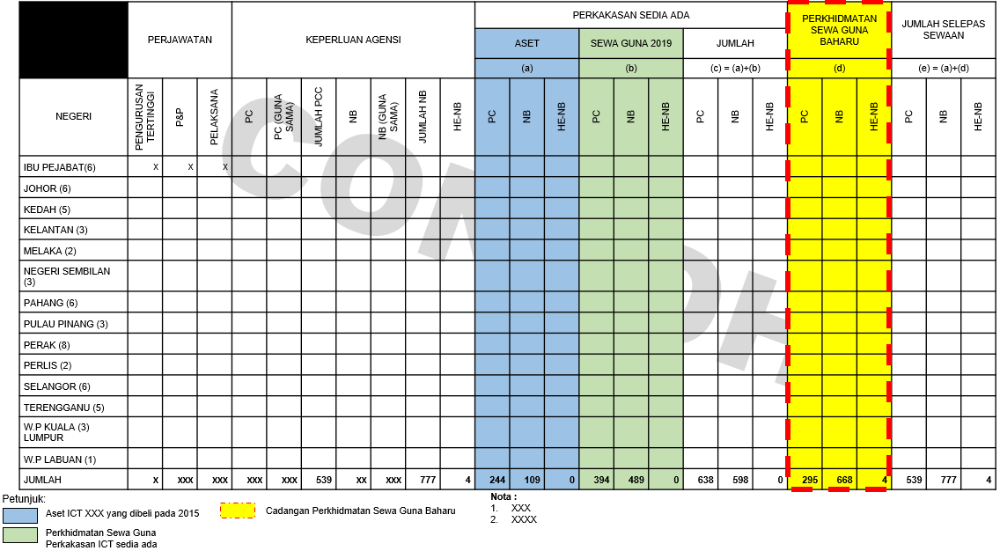 PERJAWATAN
KEPERLUAN AGENSI
PERKAKASAN SEDIA ADA
PERKHIDMATAN
SEWA GUNA
BAHARU
JUMLAH SELEPAS
SEWAAN
ASET
SEWA GUNA 2019
JUMLAH
(a)
(b)
(c) = (a)+(b)
(d)
(e) = (a)+(d)
NEGERI
PENGURUSAN
TERTINGGI
P&P
PELAKSANA
PC
PC (GUNA
SAMA)
JUMLAH PCC
NB
NB (GUNA
SAMA)
JUMLAH NB
HE-NB
PC
NB
HE-NB
PC
NB
HE-NB
PC
NB
HE-NB
PC
NB
HE-NB
PC
NB
HE-NB
IBU PEJABAT(6) x x x
JOHOR (6)
KEDAH (5)
KELANTAN (3)
MELAKA (2)
NEGERI SEMBILAN
(3)
PAHANG (6)
PULAU PINANG (3)
PERAK (8)
PERLIS (2)
SELANGOR (6)
TERENGGANU (5)
W.P KUALA (3)
LUMPUR
W.P LABUAN (1)
JUMLAH x xxx xxx xxx xxx 539 xx xxx 777 4 244 109 0 394 489 0 638 598 0 295 668 4 539 777 4
CONTOH
Petunjuk:
Aset ICT XXX yang dibeli pada 2015
Perkhidmatan Sewa Guna
Perkakasan ICT sedia ada
Cadangan Perkhidmatan Sewa Guna Baharu
Nota :
1. XXX
2. XXXX